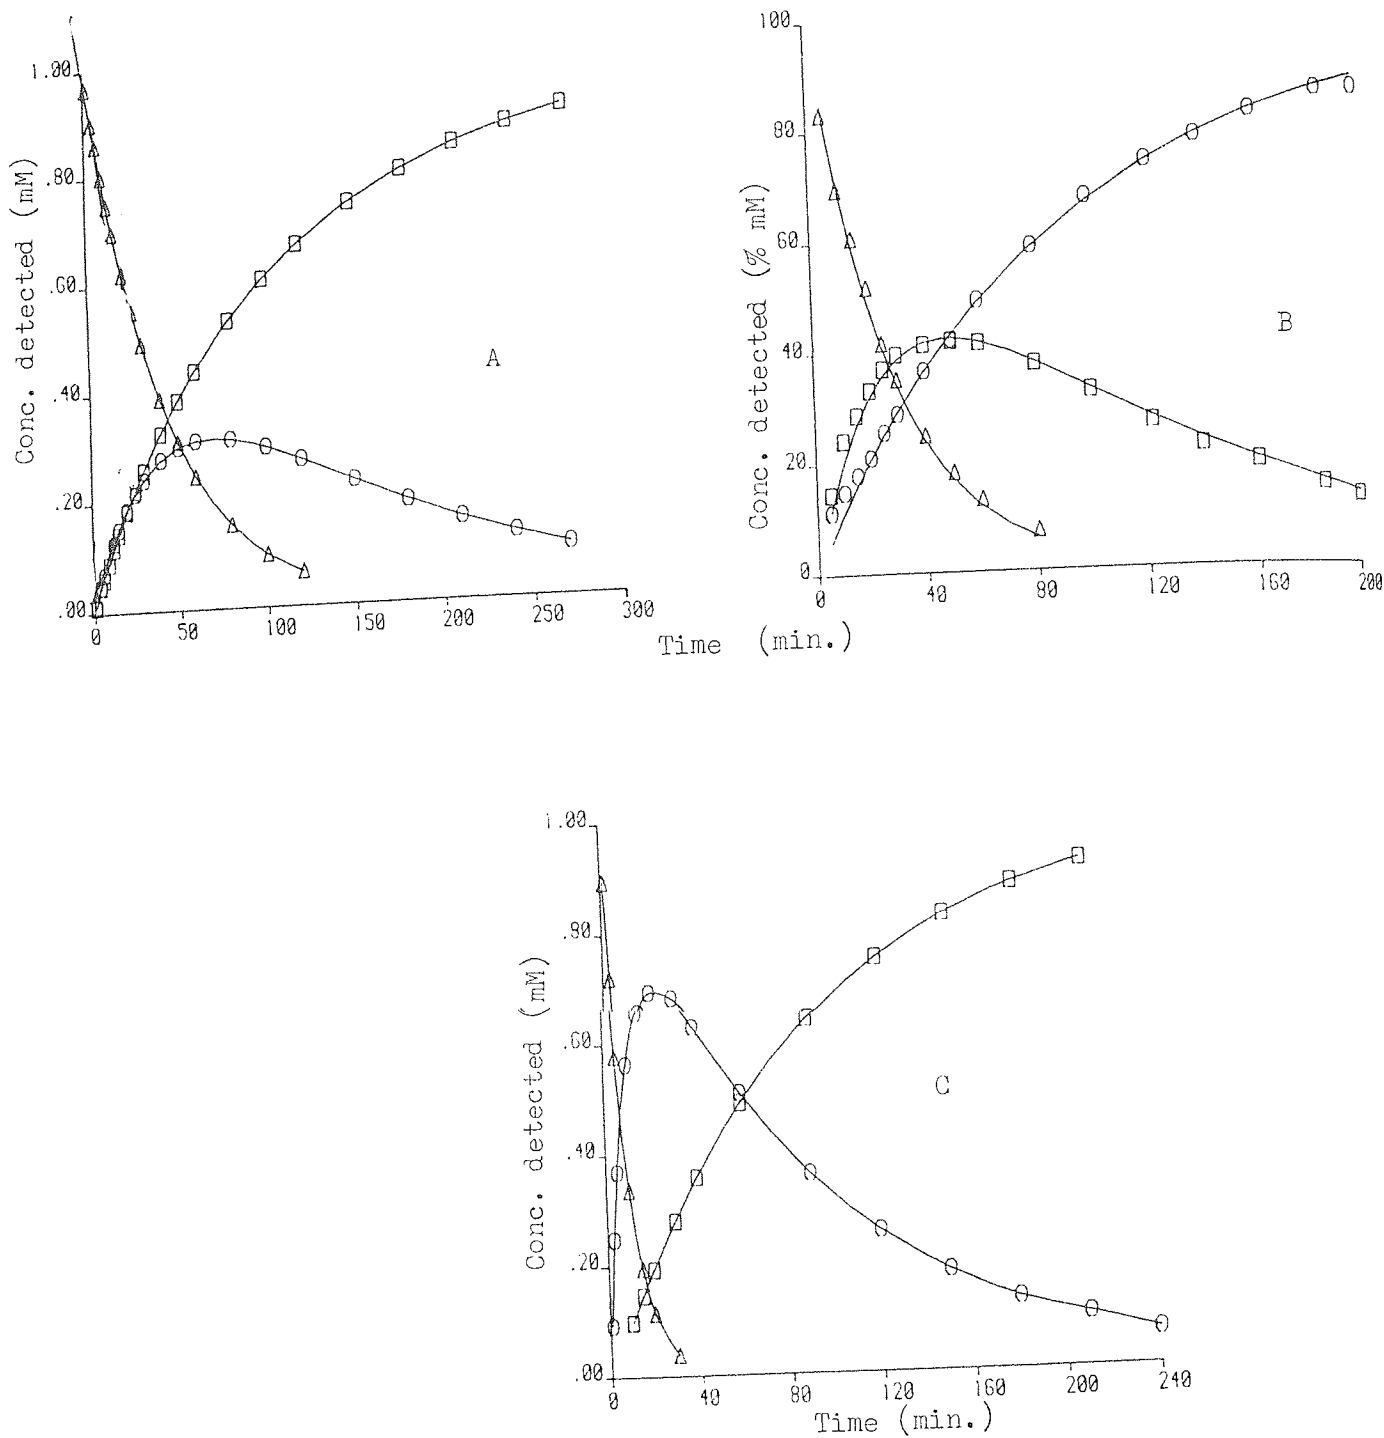 1.00
.80
.60
.40
.20
.00
Conc. detected (mM)
A
0 50 100 150 200 250 300
100
80
60
40
20
0
Conc. detected (% mM)
B
0 40 80 120 160 200
Time (min.)
1.00
.80
.60
.40
.20
.00
Conc. detected (mM)
C
0 40 80 120 160 200 240
Time (min.)